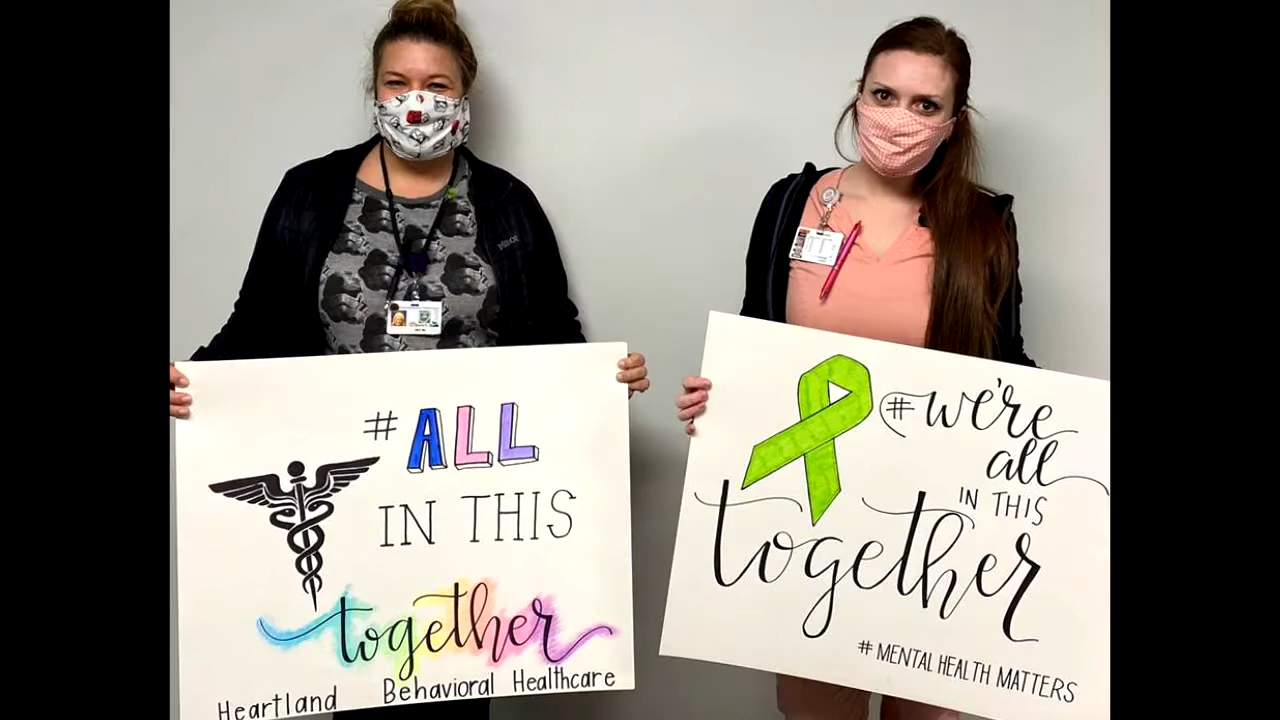 #ALL
IN THIS
together
Heartland Behavioral Healthcare
#we're
all
IN THIS
together
# MENTAL HEALTH MATTERS